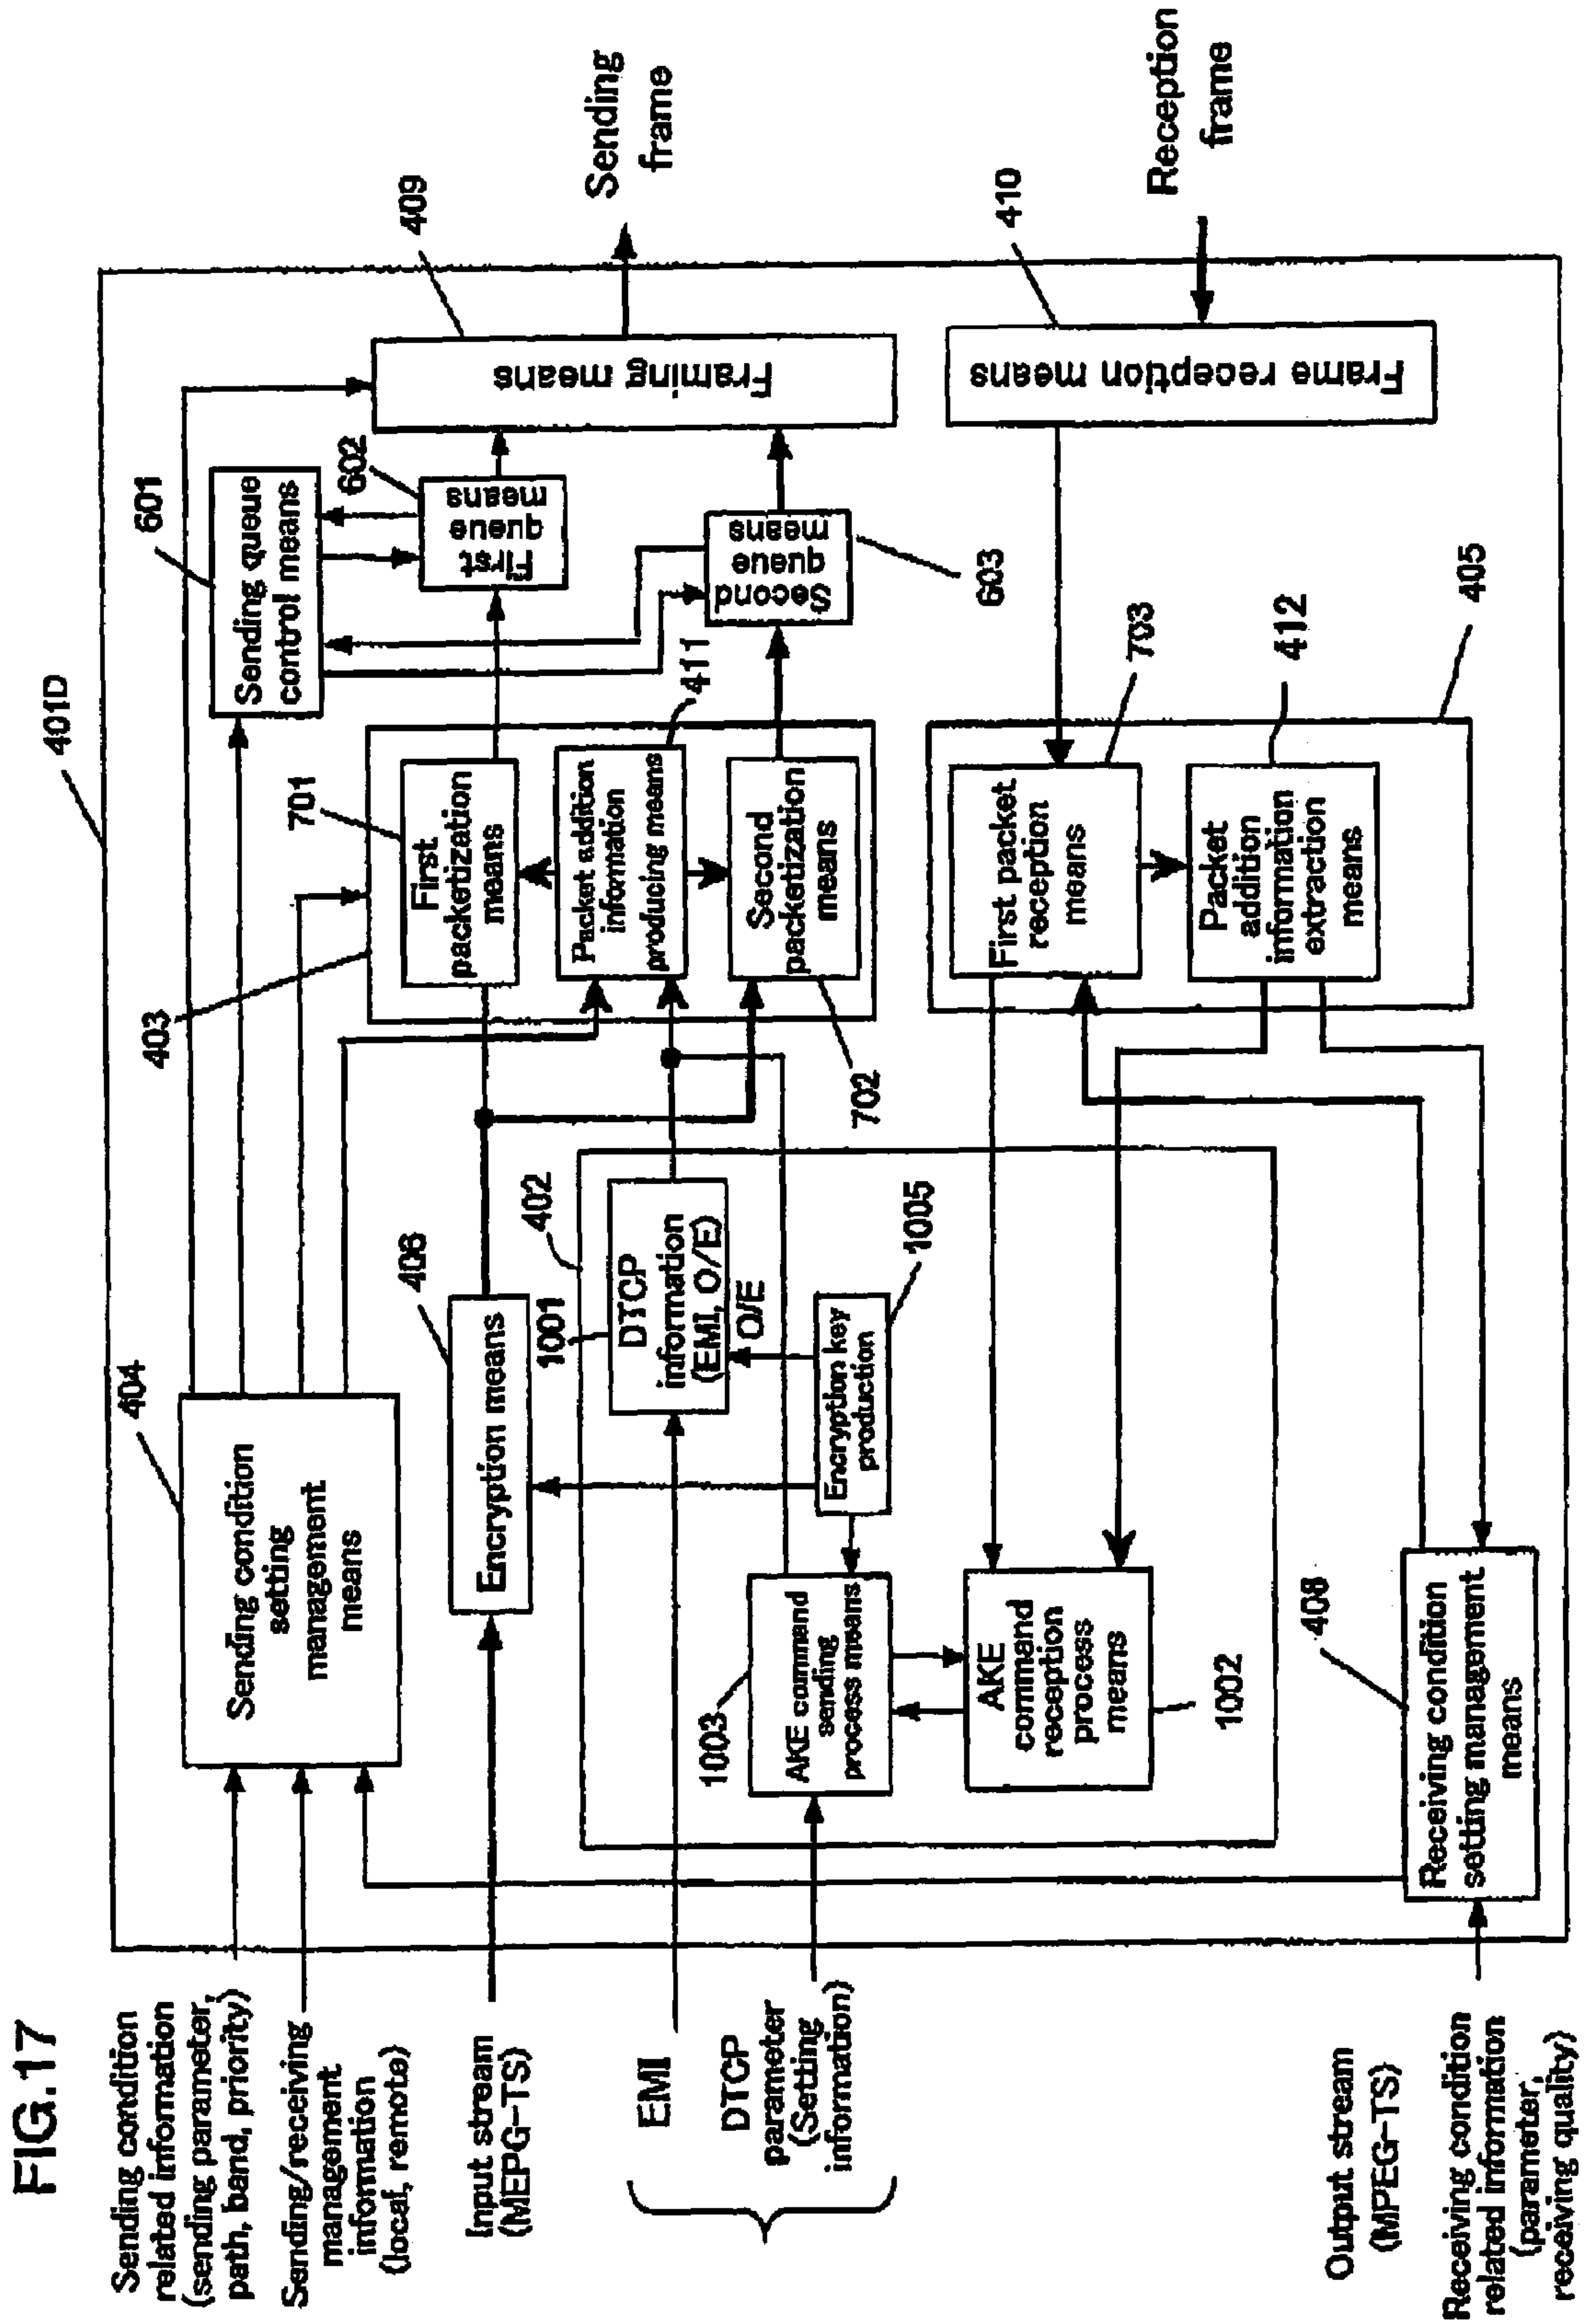 FIG.17
Sending condition
related information
(sending parameter,
path, band, priority)
Sending/receiving
management
information
(local, remote)
Input stream
(MEPG-TS)
EMI
DTCP
parameter
(Setting
information)
Output stream
(MPEG-TS)
Receiving condition
related information
(parameter,
receiving quality)
401D
404
Sending condition
setting
management
means
406
Encryption means
402
1001
DTCP
information
(EMI, O/E)
O/E
1005
Encryption key
production
1003
AKE command
sending
process means
AKE
command
reception
process
means
1002
408
Receiving condition
setting management
means
403
701
First
packetization
means
Packet addition
information
producing means
411
Second
packetization
means
702
601
Sending queue
control means
602
First
queue
means
Second
queue
means
603
409
Framing means
Sending
frame
410
Frame reception means
Reception
frame
405
703
First packet
reception
means
412
Packet
addition
information
extraction
means